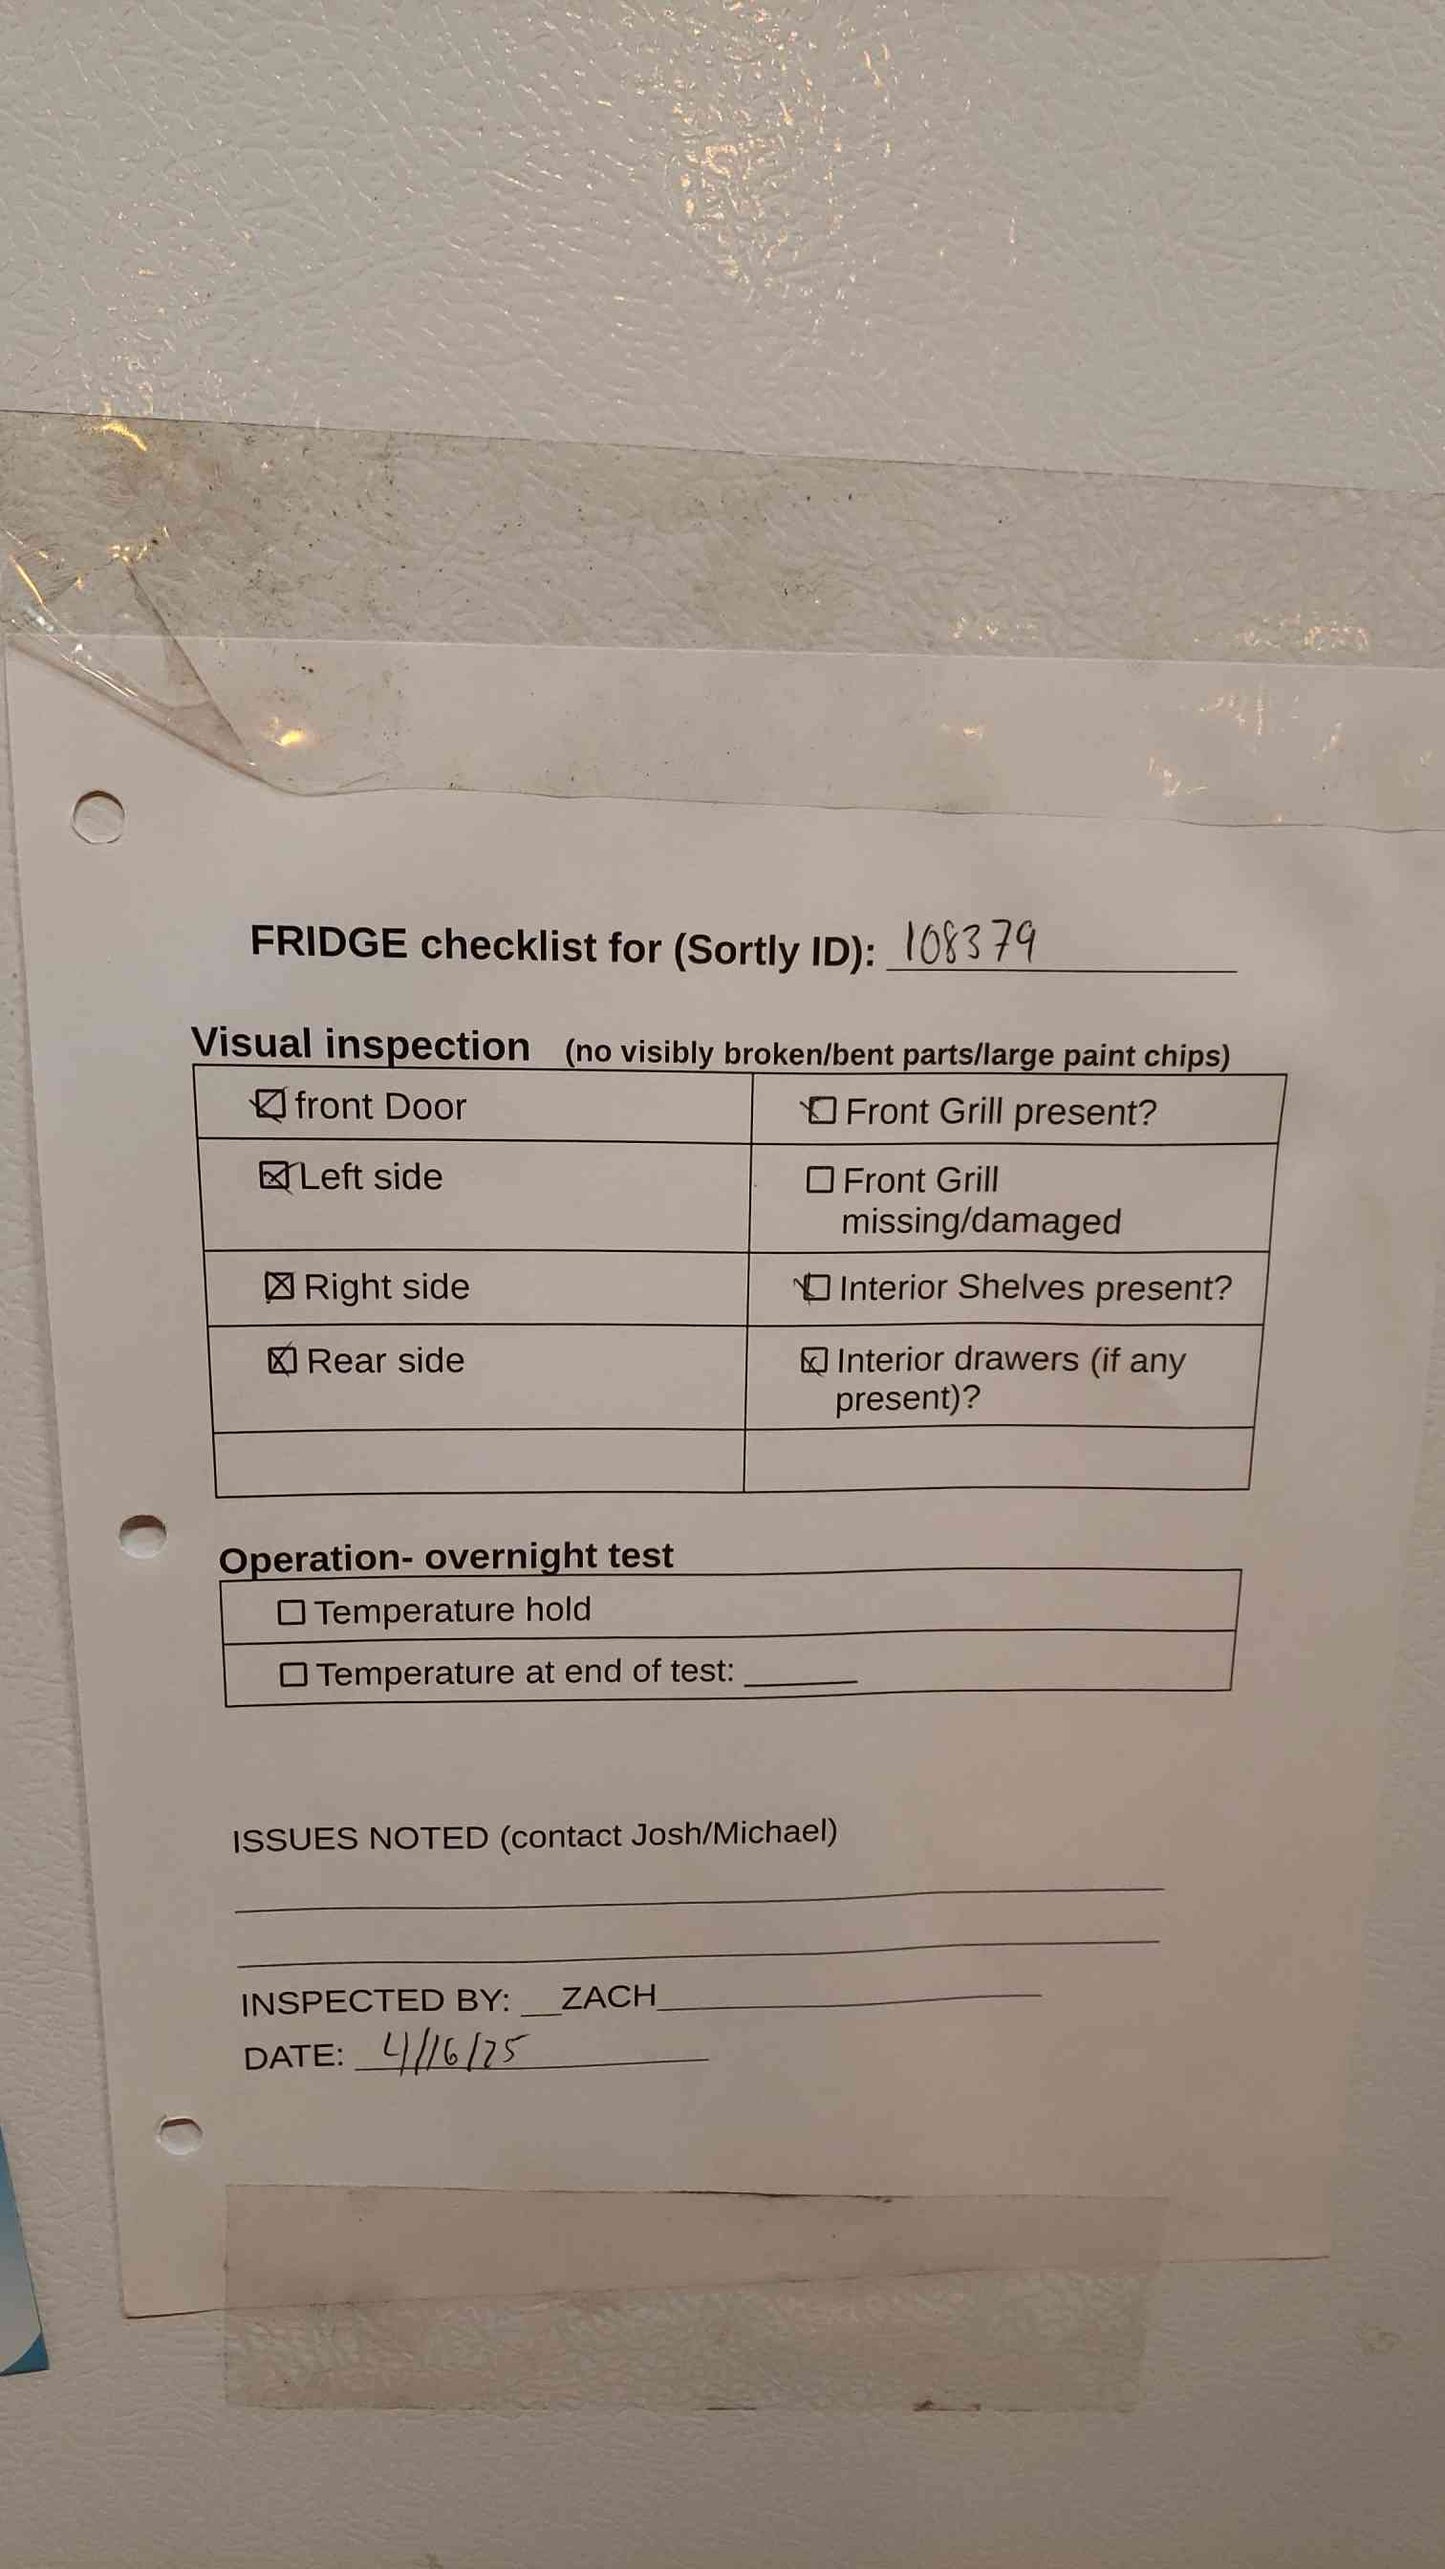 FRIDGE checklist for (Sortly ID): 108379
Visual inspection (no visibly broken/bent parts/large paint chips)
☒ front Door
☒ Front Grill present?
☒ Left side
☐ Front Grill
missing/damaged
☒ Right side
☒ Interior Shelves present?
☒ Rear side
☒ Interior drawers (if any
present)?
Operation- overnight test
☐ Temperature hold
☐ Temperature at end of test: ______
ISSUES NOTED (contact Josh/Michael)
INSPECTED BY: __ZACH____________________
DATE: 4/16/25